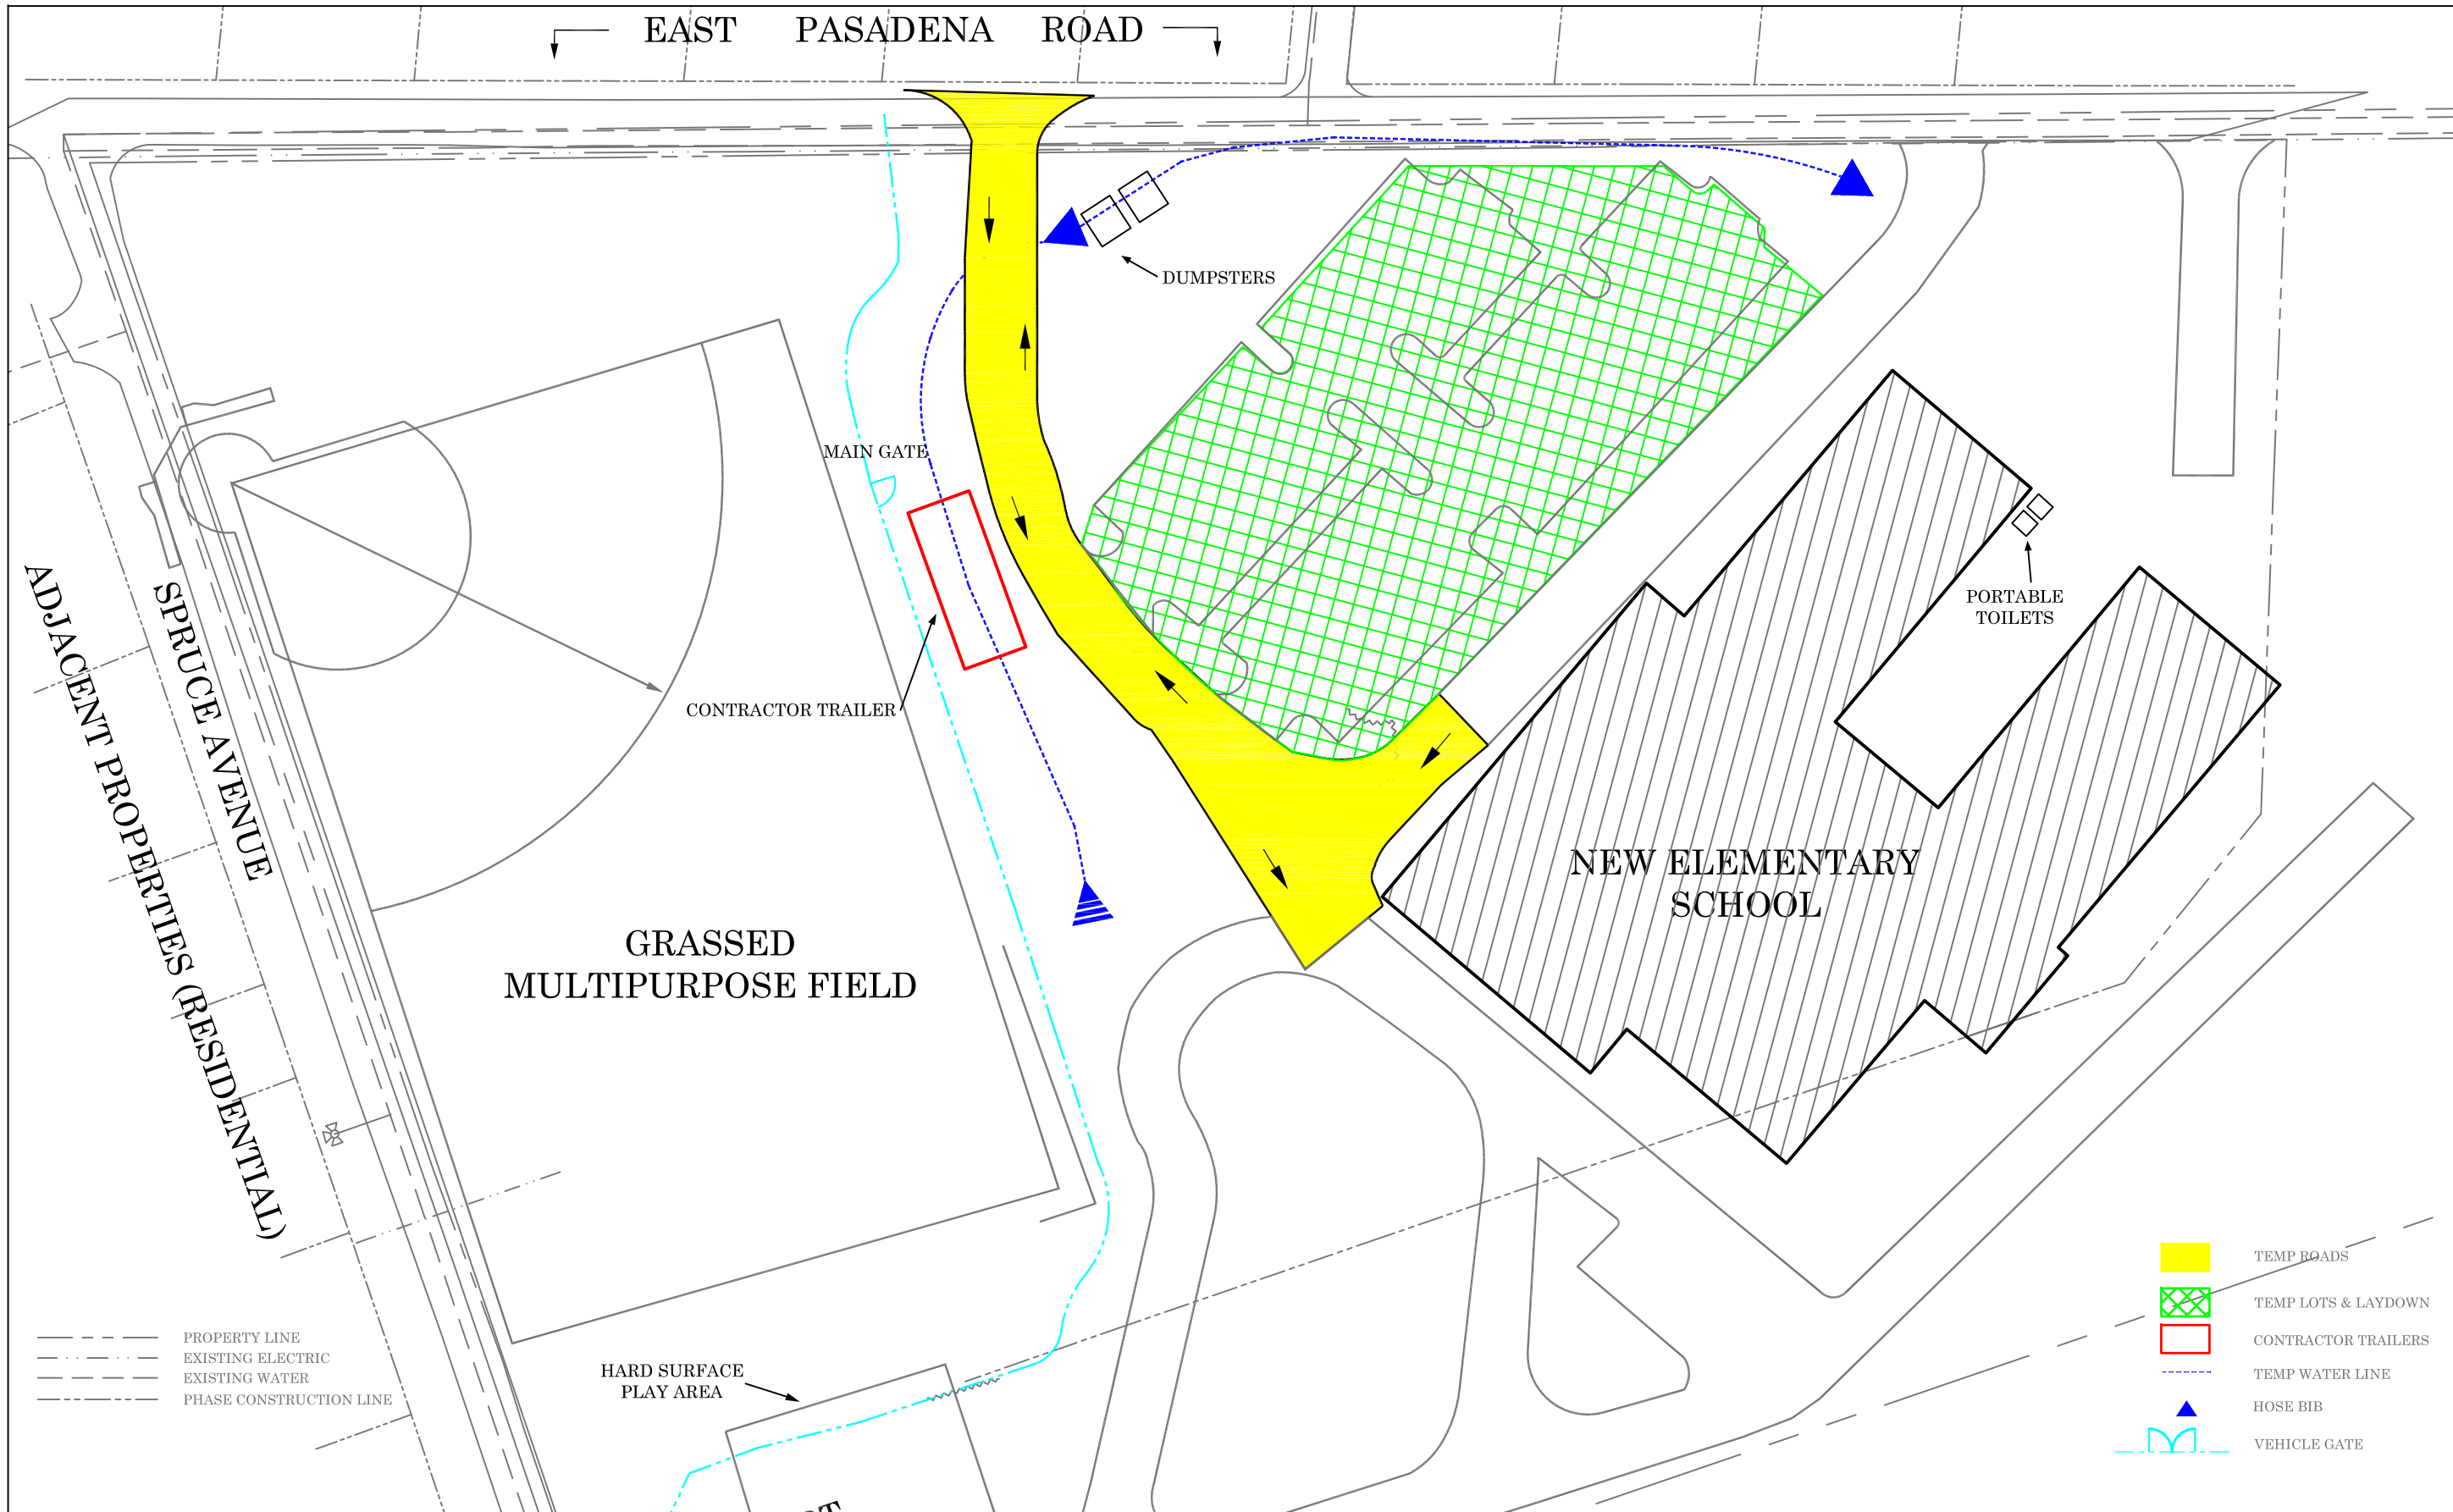 EAST PASADENA ROAD
DUMPSTERS
MAIN GATE
PORTABLE
TOILETS
CONTRACTOR TRAILER
ADJACENT PROPERTIES (RESIDENTIAL)
SPRUCE AVENUE
NEW ELEMENTARY
SCHOOL
GRASSED
MULTIPURPOSE FIELD
HARD SURFACE
PLAY AREA
PROPERTY LINE
EXISTING ELECTRIC
EXISTING WATER
PHASE CONSTRUCTION LINE
TEMP ROADS
TEMP LOTS & LAYDOWN
CONTRACTOR TRAILERS
TEMP WATER LINE
HOSE BIB
VEHICLE GATE